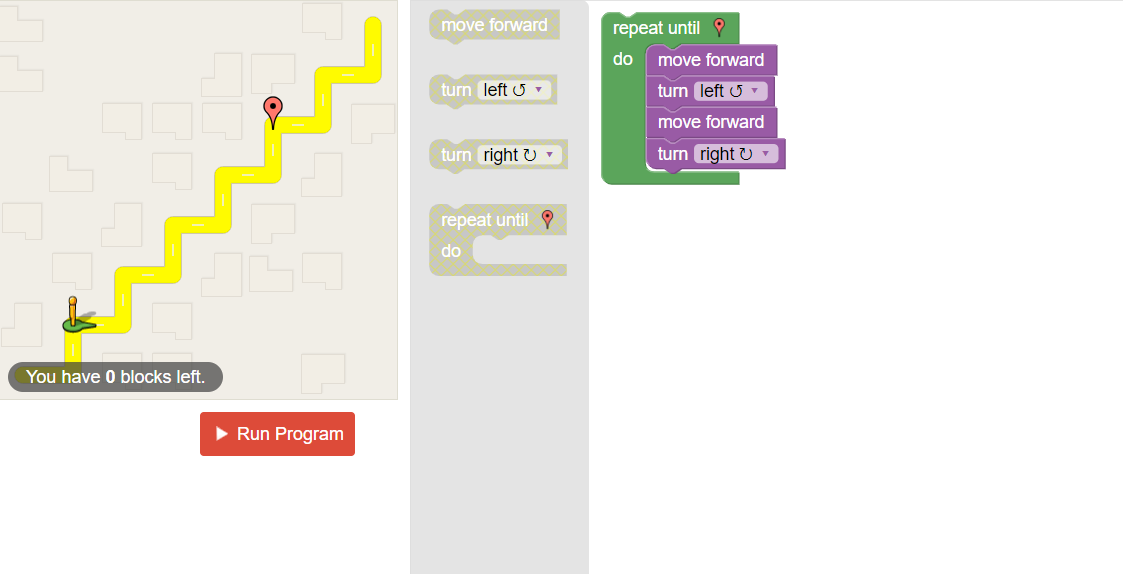 You have 0 blocks left.
Run Program
move forward
turn left ↺ ▼
turn right ↻ ▼
repeat until
do
repeat until
do
move forward
turn left ↺ ▼
move forward
turn right ↻ ▼